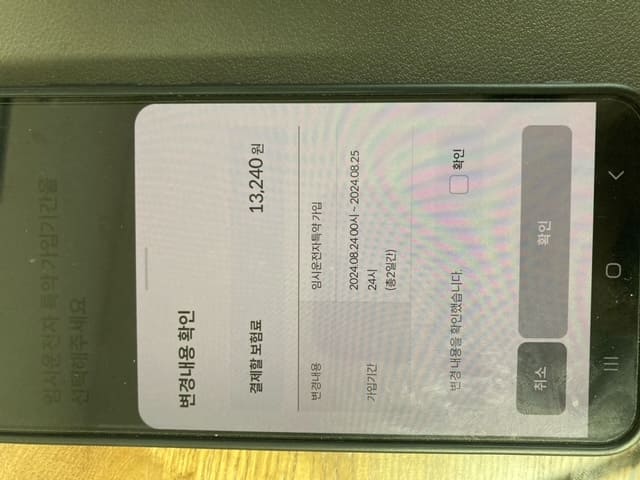 임시운전자 특약 가입기간을
선택해주세요
변경내용 확인
결제할 보험료 13,240 원
변경내용 임시운전자특약 가입
가입기간 2024.08.24 00시 ~ 2024.08.25
24시
(총2일간)
변경 내용을 확인했습니다. 확인
취소 확인